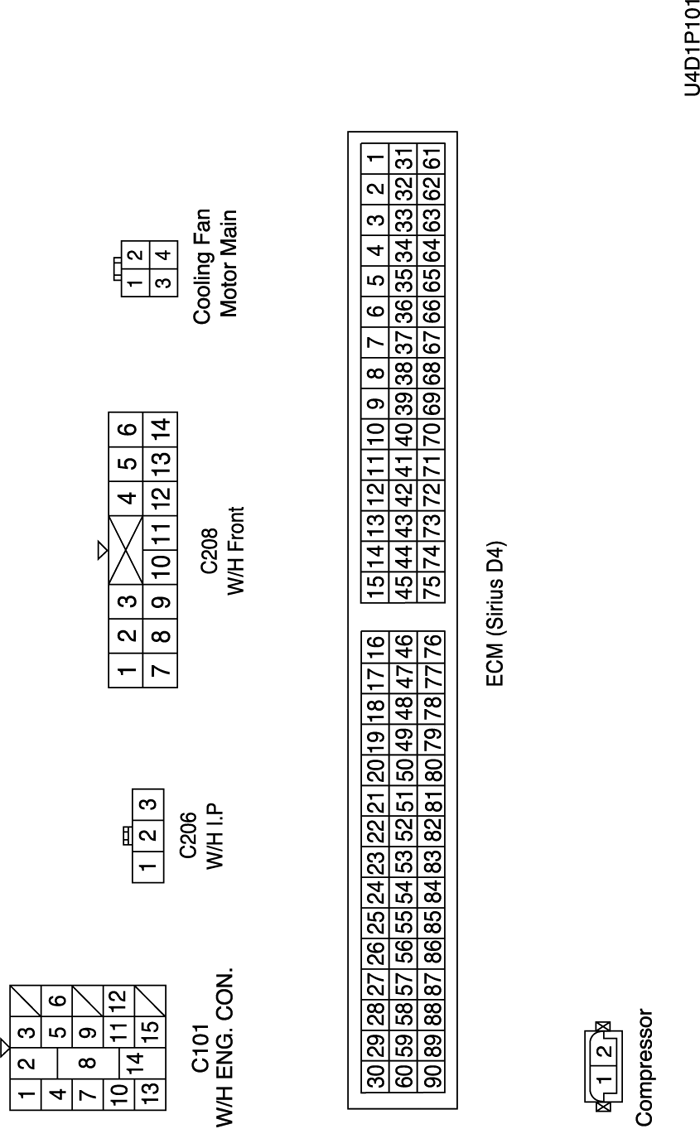 1 2 3
4 5 6
7 8 9
10 11 12
13 14 15
C101
W/H ENG. CON.
1 2 3
C206
W/H I.P
1 2 3 4 5 6
7 8 9 10 11 12 13 14
C208
W/H Front
1 2
3 4
Cooling Fan
Motor Main
30 29 28 27 26 25 24 23 22 21 20 19 18 17 16 15 14 13 12 11 10 9 8 7 6 5 4 3 2 1
60 59 58 57 56 55 54 53 52 51 50 49 48 47 46 45 44 43 42 41 40 39 38 37 36 35 34 33 32 31
90 89 88 87 86 85 84 83 82 81 80 79 78 77 76 75 74 73 72 71 70 69 68 67 66 65 64 63 62 61
ECM (Sirius D4)
1 2
Compressor
U4D1P101